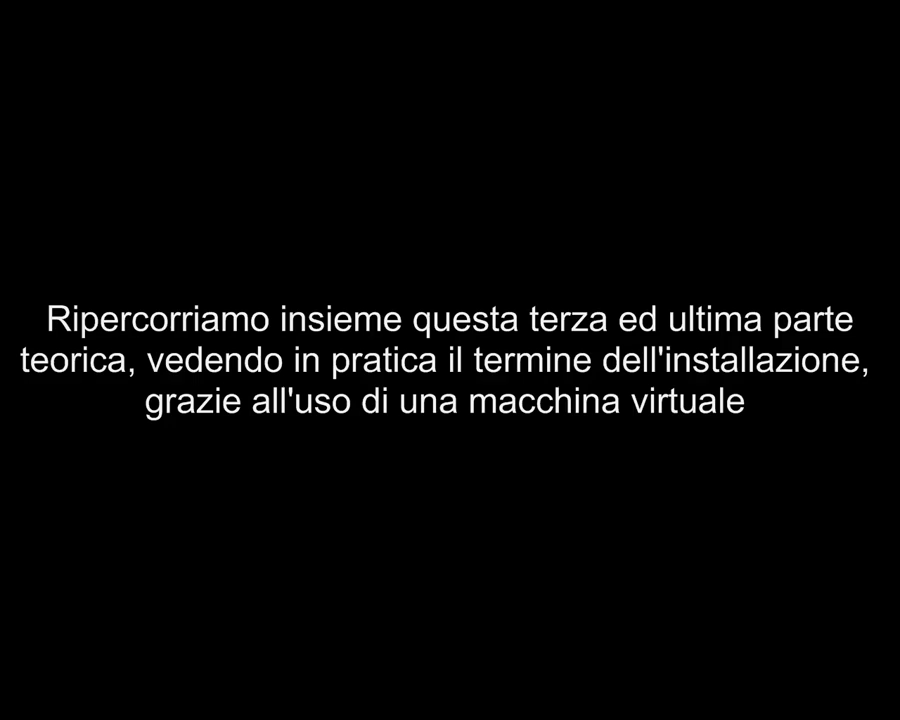 Ripercorriamo insieme questa terza ed ultima parte
teorica, vedendo in pratica il termine dell'installazione,
grazie all'uso di una macchina virtuale